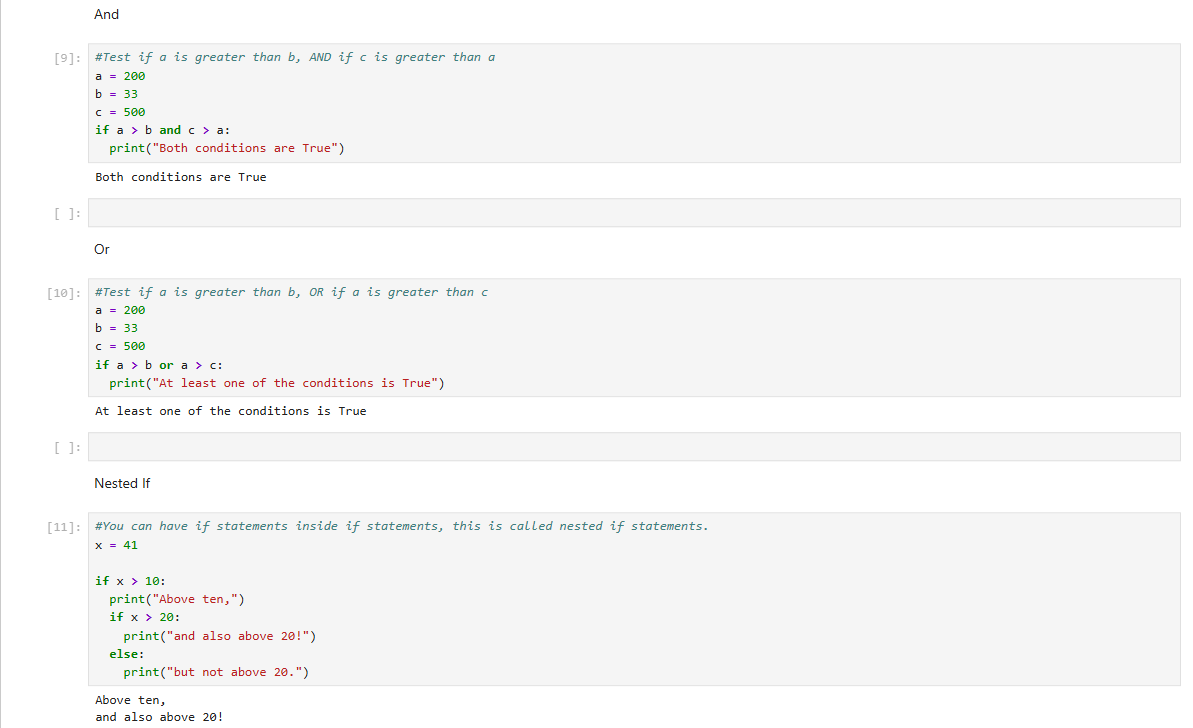 And
[9]: #Test if a is greater than b, AND if c is greater than a
a = 200
b = 33
c = 500
if a > b and c > a:
  print("Both conditions are True")
Both conditions are True
[ ]:
Or
[10]: #Test if a is greater than b, OR if a is greater than c
a = 200
b = 33
c = 500
if a > b or a > c:
  print("At least one of the conditions is True")
At least one of the conditions is True
[ ]:
Nested If
[11]: #You can have if statements inside if statements, this is called nested if statements.
x = 41

if x > 10:
  print("Above ten,")
  if x > 20:
    print("and also above 20!")
  else:
    print("but not above 20.")
Above ten,
and also above 20!